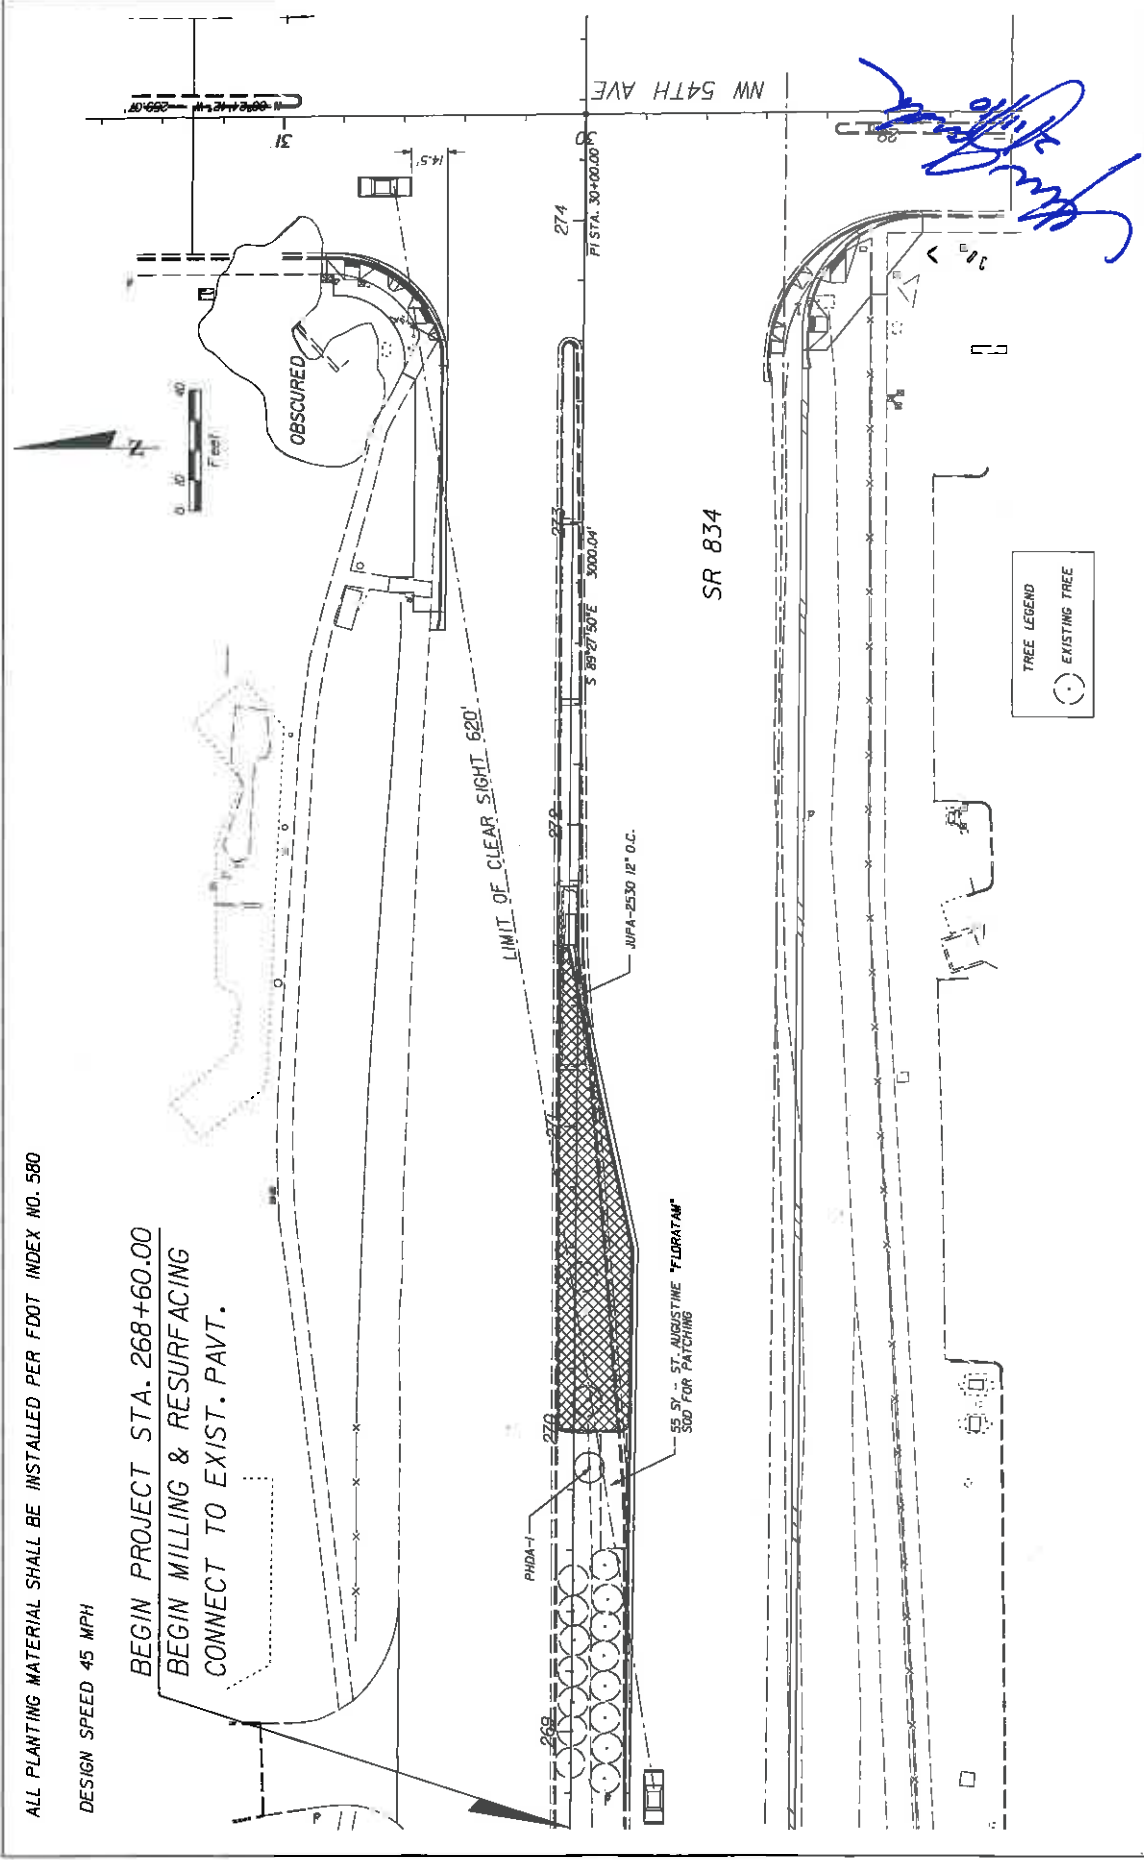 ALL PLANTING MATERIAL SHALL BE INSTALLED PER FDOT INDEX NO. 580
DESIGN SPEED 45 MPH
BEGIN PROJECT STA. 268+60.00
BEGIN MILLING & RESURFACING
CONNECT TO EXIST. PAVT.
N
0 10 40
Feet
OBSCURED
31
14.5'
LIMIT OF CLEAR SIGHT 620'
269
270
271
272
273
274
30
PI STA. 30+00.00
NW 54TH AVE
S 89°27'50"E 3000.04'
PHDA-1
55 SY - ST. AUGUSTINE "FLORATAM"
SOD FOR PATCHING
JUPA-2530 12" O.C.
SR 834
TREE LEGEND
EXISTING TREE